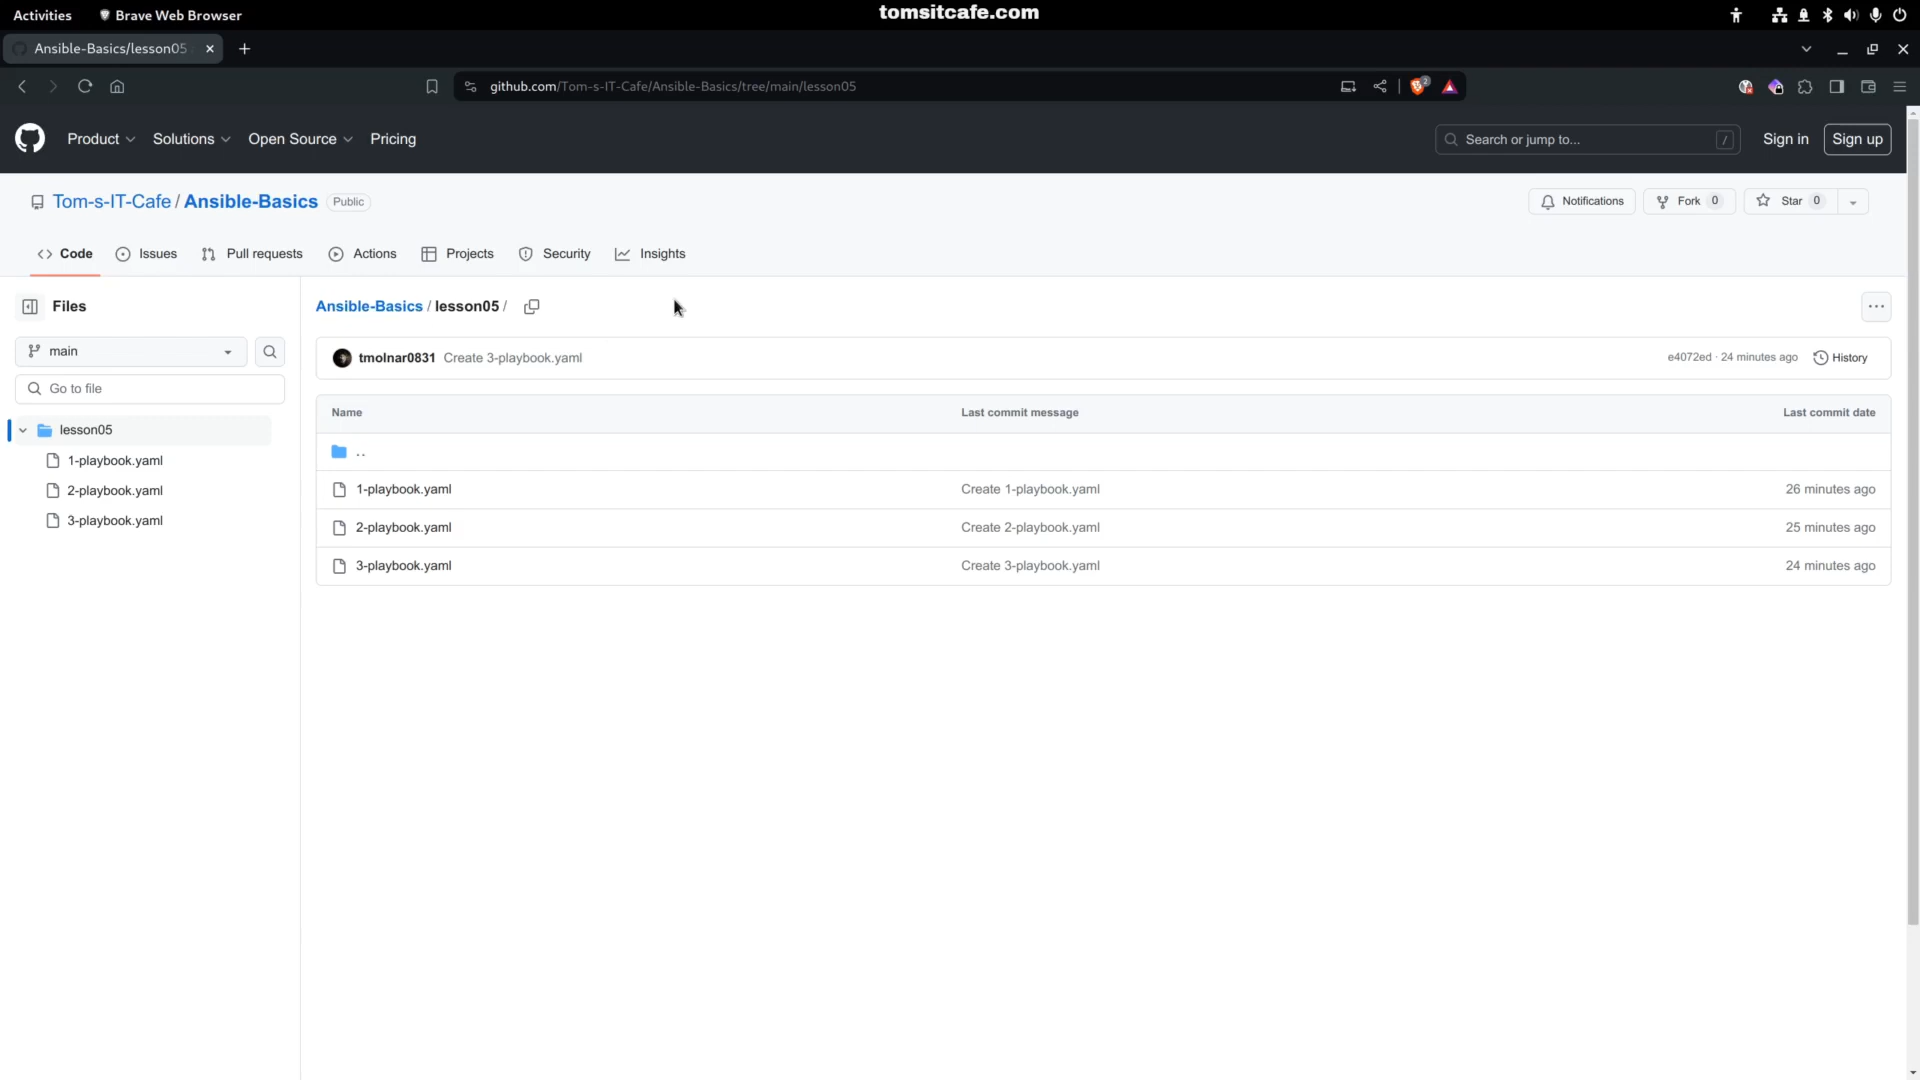 Activities Brave Web Browser tomsitcafe.com
Ansible-Basics/lesson05
github.com/Tom-s-IT-Cafe/Ansible-Basics/tree/main/lesson05 2
Product Solutions Open Source Pricing Search or jump to... / Sign in Sign up
Tom-s-IT-Cafe / Ansible-Basics Public Notifications Fork 0 Star 0
Code Issues Pull requests Actions Projects Security Insights
Files Ansible-Basics / lesson05 /
main tmolnar0831 Create 3-playbook.yaml e4072ed · 24 minutes ago History
Go to file
Name Last commit message Last commit date
lesson05
..
1-playbook.yaml
1-playbook.yaml Create 1-playbook.yaml 26 minutes ago
2-playbook.yaml
2-playbook.yaml Create 2-playbook.yaml 25 minutes ago
3-playbook.yaml
3-playbook.yaml Create 3-playbook.yaml 24 minutes ago